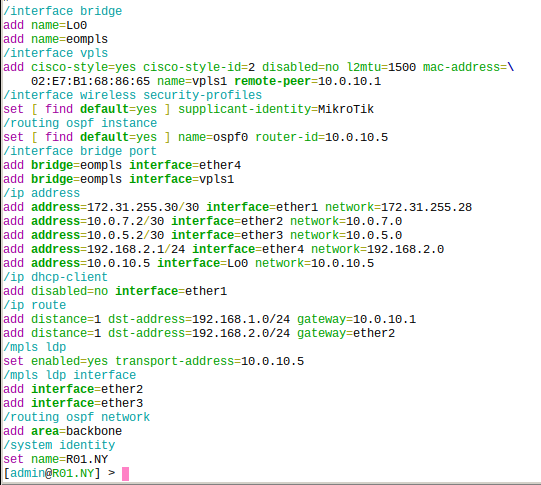 /interface bridge
add name=Lo0
add name=eompls
/interface vpls
add cisco-style=yes cisco-style-id=2 disabled=no l2mtu=1500 mac-address=\
02:E7:B1:68:86:65 name=vpls1 remote-peer=10.0.10.1
/interface wireless security-profiles
set [ find default=yes ] supplicant-identity=MikroTik
/routing ospf instance
set [ find default=yes ] name=ospf0 router-id=10.0.10.5
/interface bridge port
add bridge=eompls interface=ether4
add bridge=eompls interface=vpls1
/ip address
add address=172.31.255.30/30 interface=ether1 network=172.31.255.28
add address=10.0.7.2/30 interface=ether2 network=10.0.7.0
add address=10.0.5.2/30 interface=ether3 network=10.0.5.0
add address=192.168.2.1/24 interface=ether4 network=192.168.2.0
add address=10.0.10.5 interface=Lo0 network=10.0.10.5
/ip dhcp-client
add disabled=no interface=ether1
/ip route
add distance=1 dst-address=192.168.1.0/24 gateway=10.0.10.1
add distance=1 dst-address=192.168.2.0/24 gateway=ether2
/mpls ldp
set enabled=yes transport-address=10.0.10.5
/mpls ldp interface
add interface=ether2
add interface=ether3
/routing ospf network
add area=backbone
/system identity
set name=R01.NY
[admin@R01.NY] >